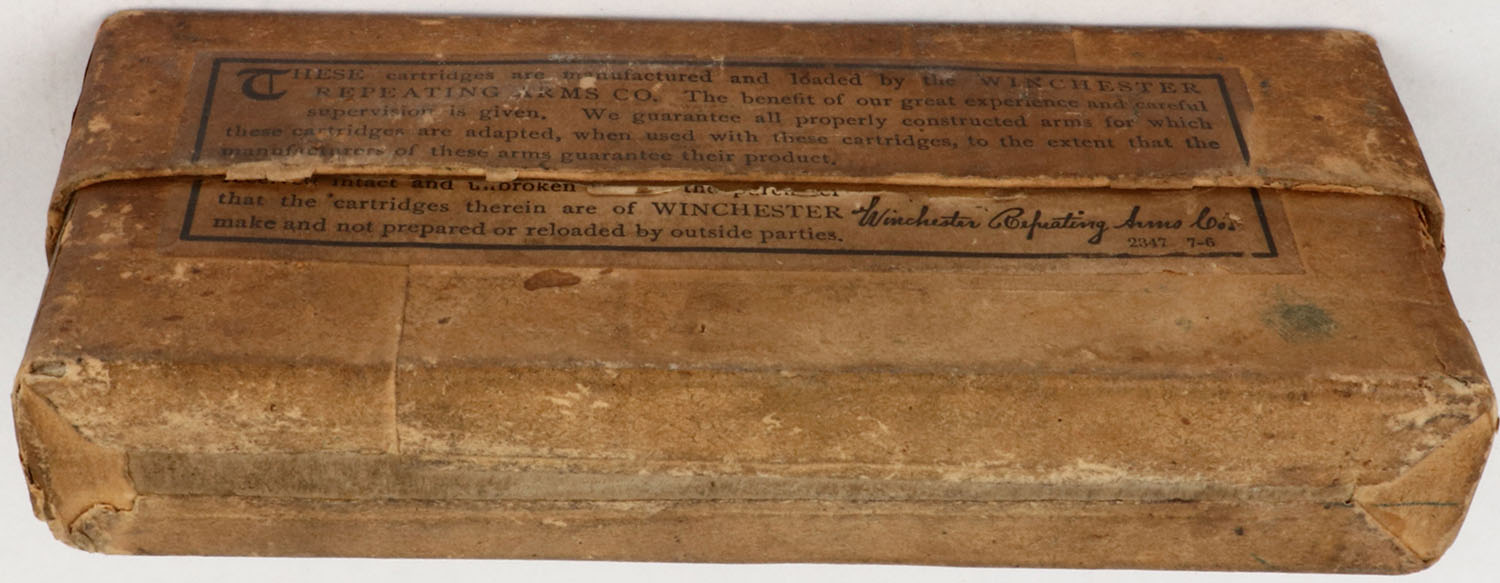 THESE cartridges are manufactured and loaded by the WINCHESTER
REPEATING ARMS CO. The benefit of our great experience and careful
supervision is given. We guarantee all properly constructed arms for which
these cartridges are adapted, when used with these cartridges, to the extent that the
manufacturers of these arms guarantee their product.
intact and unbroken the purchaser
that the cartridges therein are of WINCHESTER
make and not prepared or reloaded by outside parties.
Winchester Repeating Arms Co.
2347 7-6